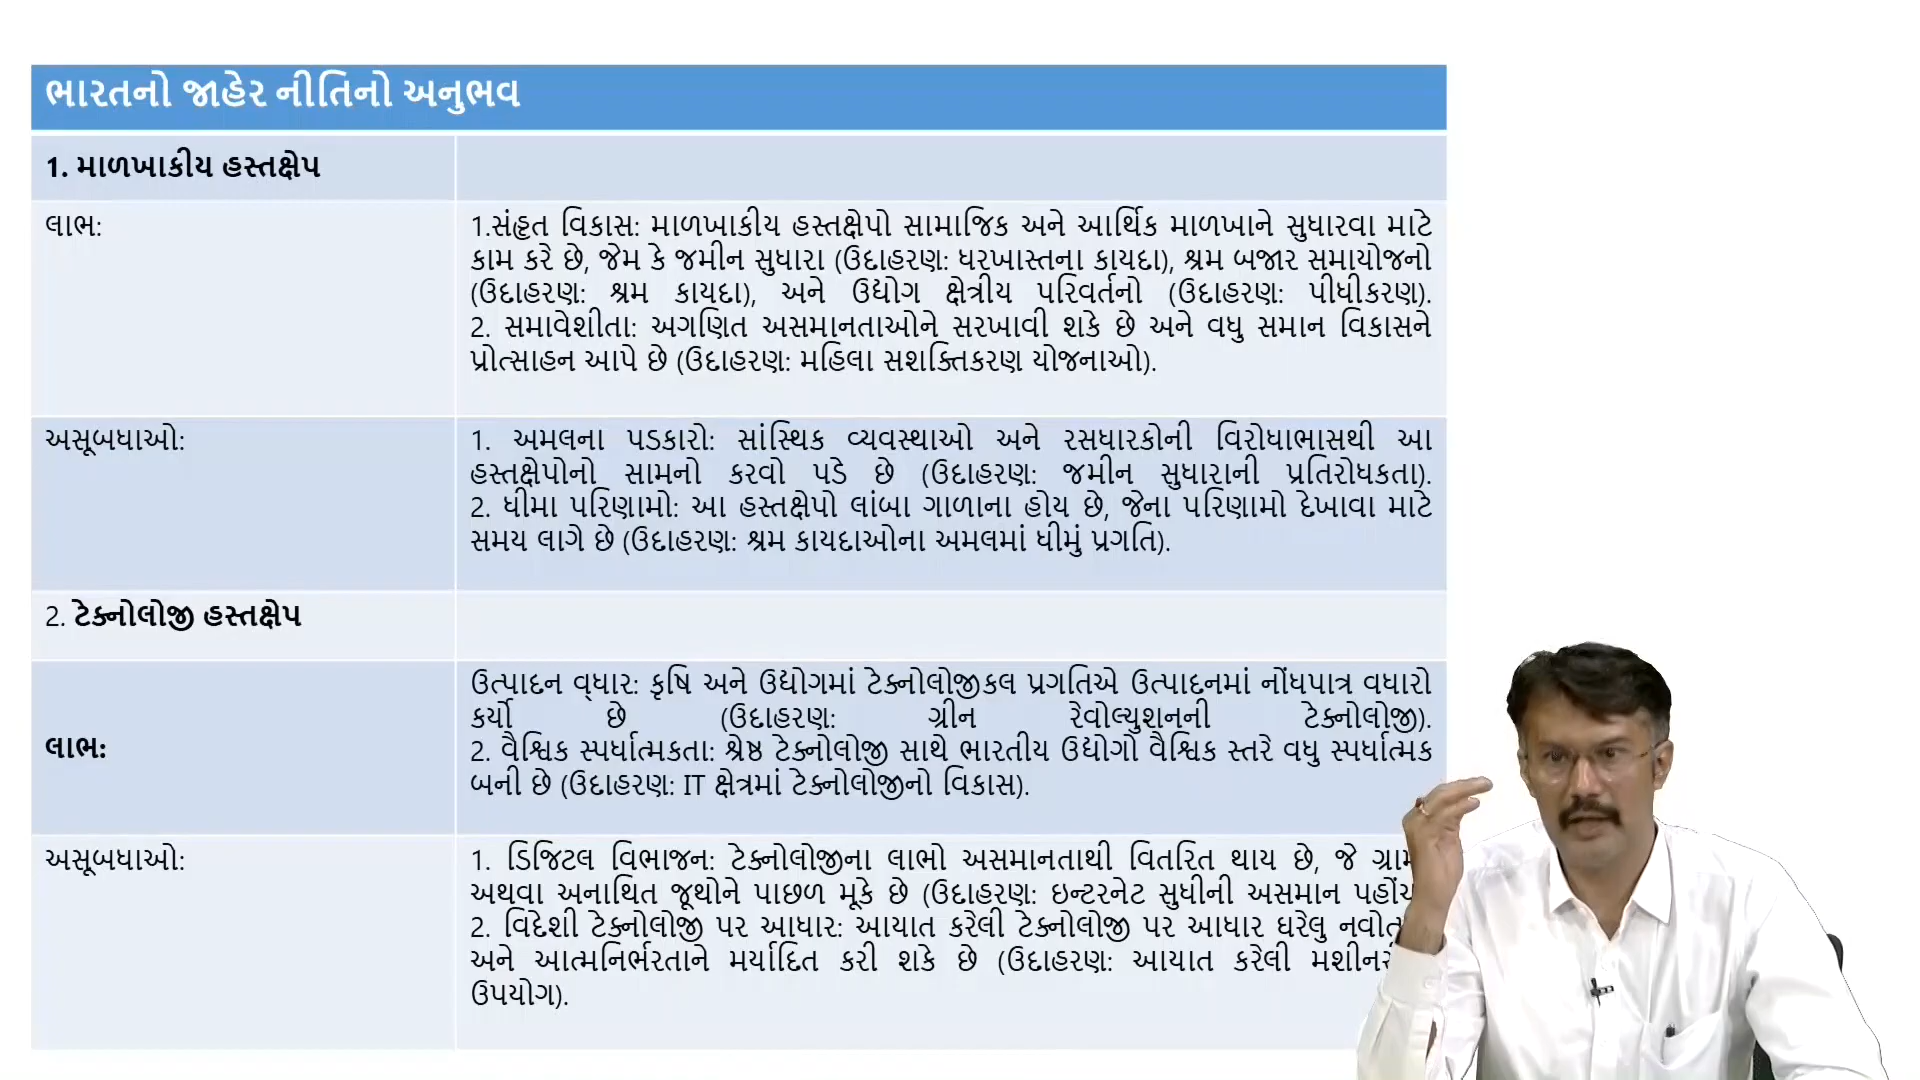 ભારતનો જાહેર નીતિનો અનુભવ
1. માળખાકીય હસ્તક્ષેપ
લાભ:
1.સંહ્રત વિકાસ: માળખાકીય હસ્તક્ષેપો સામાજિક અને આર્થિક માળખાને સુધારવા માટે
કામ કરે છે, જેમ કે જમીન સુધારા (ઉદાહરણ: ધરખાસ્તના કાયદા), શ્રમ બજાર સમાયોજનો
(ઉદાહરણ: શ્રમ કાયદા), અને ઉદ્યોગ ક્ષેત્રીય પરિવર્તનો (ઉદાહરણ: પીધીકરણ).
2. સમાવેશીતા: અગણિત અસમાનતાઓને સરખાવી શકે છે અને વધુ સમાન વિકાસને
પ્રોત્સાહન આપે છે (ઉદાહરણ: મહિલા સશક્તિકરણ યોજનાઓ).
અસૂબધાઓ:
1. અમલના પડકારો: સાંસ્થિક વ્યવસ્થાઓ અને રસધારકોની વિરોધાભાસથી આ
હસ્તક્ષેપોનો સામનો કરવો પડે છે (ઉદાહરણ: જમીન સુધારાની પ્રતિરોધકતા).
2. ધીમા પરિણામો: આ હસ્તક્ષેપો લાંબા ગાળાના હોય છે, જેના પરિણામો દેખાવા માટે
સમય લાગે છે (ઉદાહરણ: શ્રમ કાયદાઓના અમલમાં ધીમું પ્રગતિ).
2. ટેક્નોલોજી હસ્તક્ષેપ
લાભ:
ઉત્પાદન વ્ધાર: કૃષિ અને ઉદ્યોગમાં ટેક્નોલોજીકલ પ્રગતિએ ઉત્પાદનમાં નોંધપાત્ર વધારો
કર્યો છે (ઉદાહરણ: ગ્રીન રેવોલ્યુશનની ટેક્નોલોજી).
2. વૈશ્વિક સ્પર્ધાત્મકતા: શ્રેષ્ઠ ટેક્નોલોજી સાથે ભારતીય ઉદ્યોગો વૈશ્વિક સ્તરે વધુ સ્પર્ધાત્મક
બની છે (ઉદાહરણ: IT ક્ષેત્રમાં ટેક્નોલોજીનો વિકાસ).
અસૂબધાઓ:
1. ડિજિટલ વિભાજન: ટેક્નોલોજીના લાભો અસમાનતાથી વિતરિત થાય છે, જે
અથવા અનાથિત જૂથોને પાછળ મૂકે છે (ઉદાહરણ: ઇન્ટરનેટ સુધીની અસમાન
2. વિદેશી ટેક્નોલોજી પર આધાર: આયાત કરેલી ટેક્નોલોજી પર આધાર ધરેલુ
અને આત્મનિર્ભરતાને મર્યાદિત કરી શકે છે (ઉદાહરણ: આયાત કરેલી
ઉપયોગ).